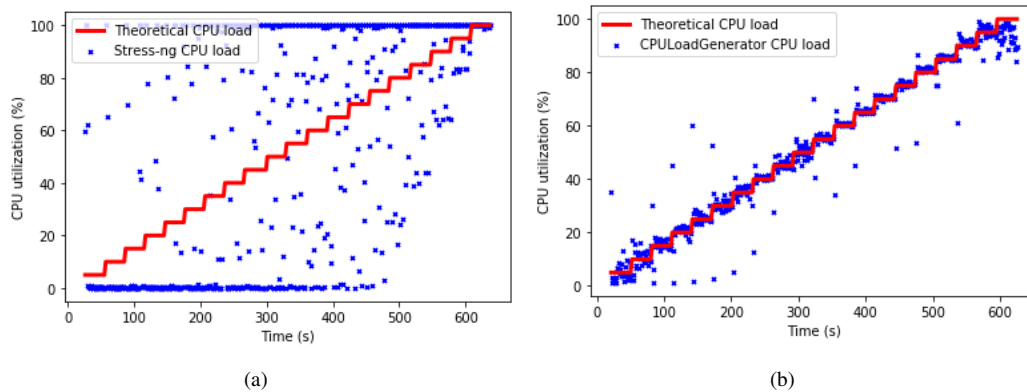 100
80
60
40
20
0
CPU utilization (%)
Theoretical CPU load
Stress-ng CPU load
0 100 200 300 400 500 600
Time (s)
(a)
100
80
60
40
20
0
CPU utilization (%)
Theoretical CPU load
CPULoadGenerator CPU load
0 100 200 300 400 500 600
Time (s)
(b)